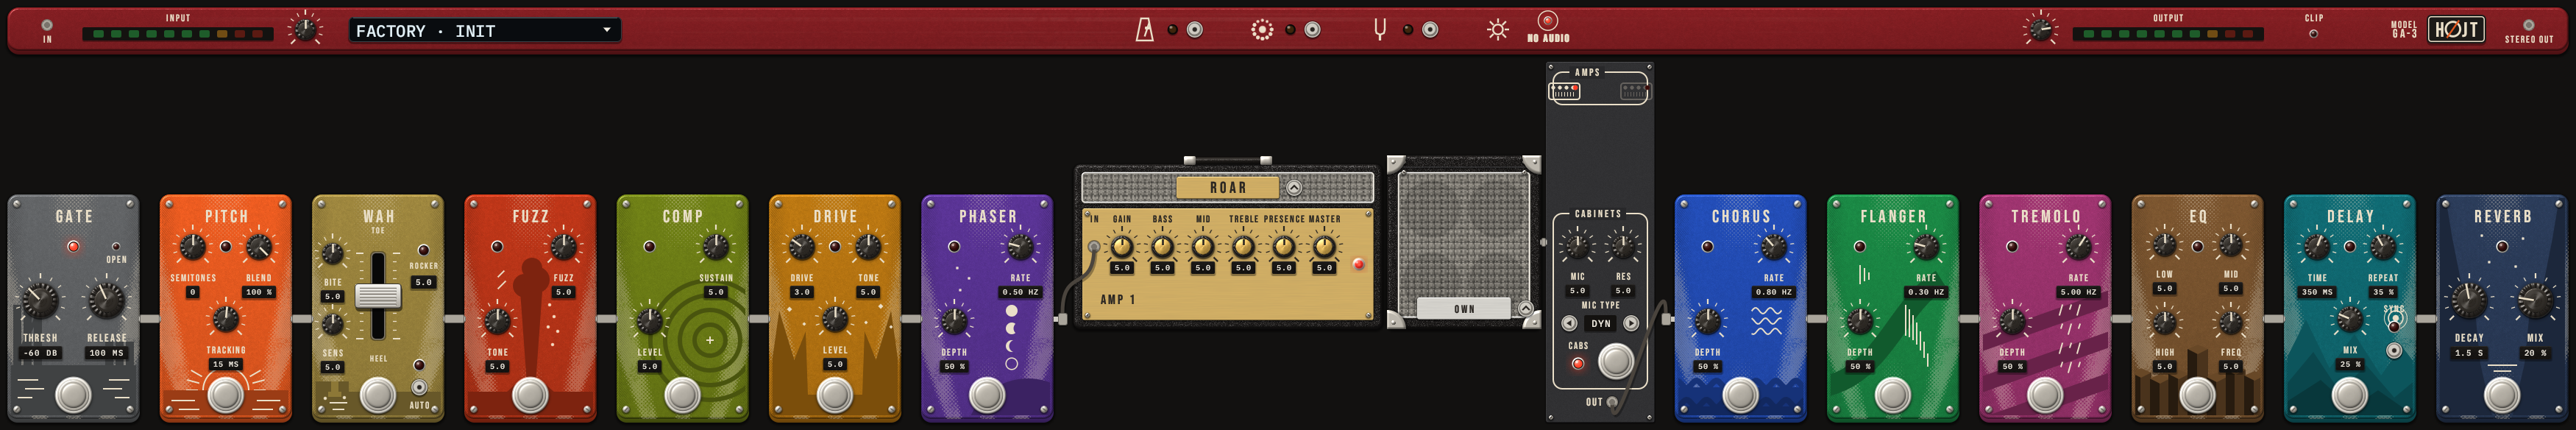 INPUT
IN
FACTORY · INIT
NO AUDIO
OUTPUT
CLIP
MODEL
GA-3
HØJT
STEREO OUT
GATE
OPEN
THRESH
RELEASE
-60 DB
100 MS
PITCH
SEMITONES
BLEND
0
100 %
TRACKING
15 MS
WAH
TOE
ROCKER
5.0
BITE
5.0
SENS
5.0
HEEL
AUTO
FUZZ
FUZZ
5.0
TONE
5.0
COMP
SUSTAIN
5.0
LEVEL
5.0
DRIVE
DRIVE
TONE
3.0
5.0
LEVEL
5.0
PHASER
RATE
0.50 HZ
DEPTH
50 %
ROAR
IN GAIN BASS MID TREBLE PRESENCE MASTER
5.0 5.0 5.0 5.0 5.0 5.0
AMP 1
OWN
AMPS
CABINETS
MIC
RES
5.0
5.0
MIC TYPE
DYN
CABS
OUT
CHORUS
RATE
0.80 HZ
DEPTH
50 %
FLANGER
RATE
0.30 HZ
DEPTH
50 %
TREMOLO
RATE
5.00 HZ
DEPTH
50 %
EQ
LOW
MID
5.0
5.0
HIGH
FREQ
5.0
5.0
DELAY
TIME
REPEAT
350 MS
35 %
SYNC
MIX
25 %
REVERB
DECAY
MIX
1.5 S
20 %